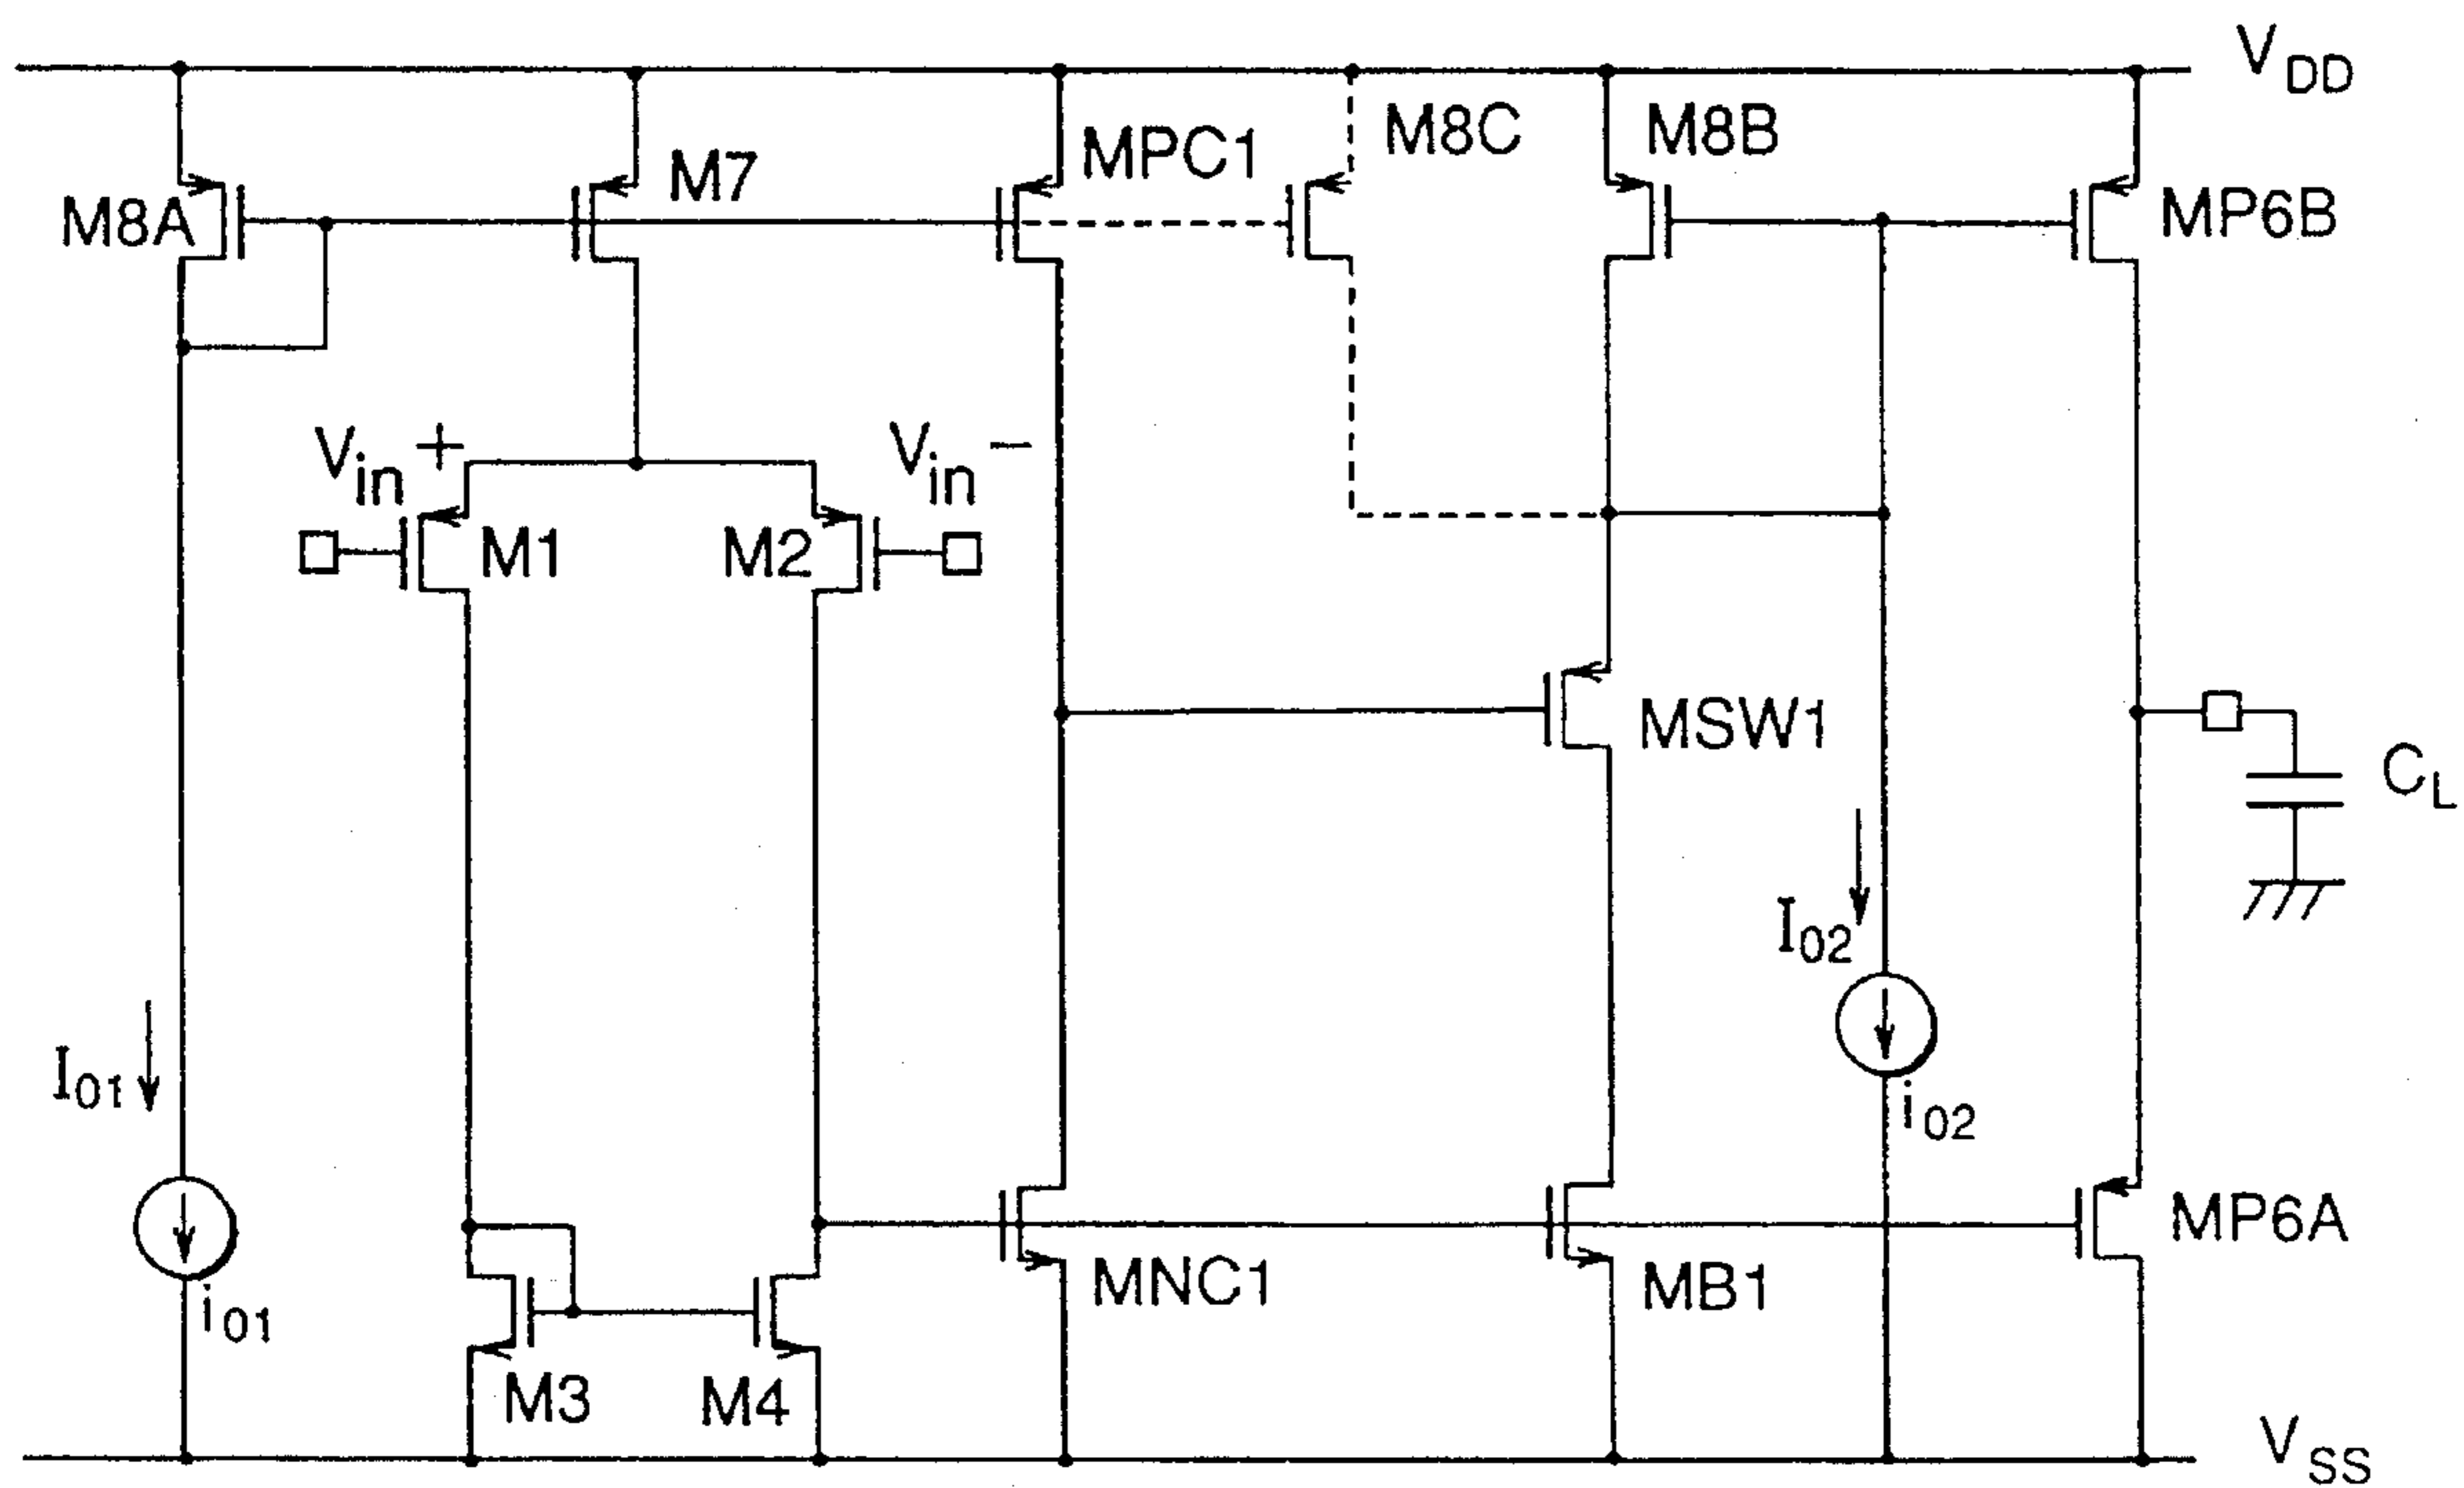 VDD
M8A
M7
MPC1
M8C
M8B
MP6B
Vin +
Vin −
M1
M2
MSW1
CL
I01
i01
I02
i02
M3
M4
MNC1
MB1
MP6A
VSS